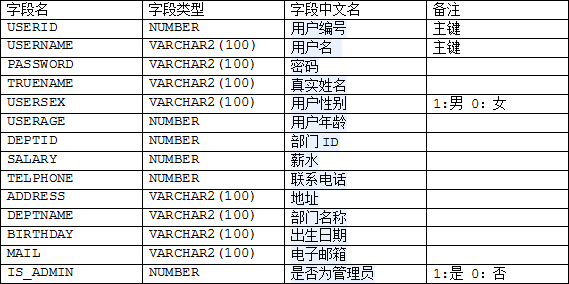 字段名 字段类型 字段中文名 备注
USERID NUMBER 用户编号 主键
USERNAME VARCHAR2(100) 用户名 主键
PASSWORD VARCHAR2(100) 密码
TRUENAME VARCHAR2(100) 真实姓名
USERSEX VARCHAR2(100) 用户性别 1:男 0: 女
USERAGE NUMBER 用户年龄
DEPTID NUMBER 部门ID
SALARY NUMBER 薪水
TELPHONE NUMBER 联系电话
ADDRESS VARCHAR2(100) 地址
DEPTNAME VARCHAR2(100) 部门名称
BIRTHDAY VARCHAR2(100) 出生日期
MAIL VARCHAR2(100) 电子邮箱
IS_ADMIN NUMBER 是否为管理员 1:是 0: 否